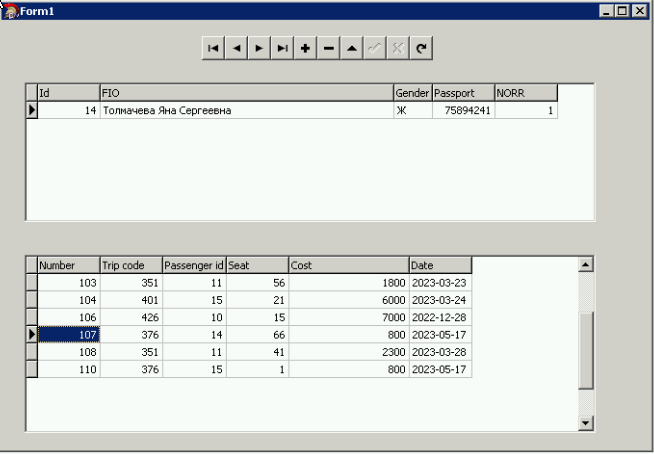 Form1
Id FIO Gender Passport NORR
14 Толмачева Яна Сергеевна Ж 75894241 1
Number Trip code Passenger id Seat Cost Date
103 351 11 56 1800 2023-03-23
104 401 15 21 6000 2023-03-24
106 426 10 15 7000 2022-12-28
107 376 14 66 800 2023-05-17
108 351 11 41 2300 2023-03-28
110 376 15 1 800 2023-05-17